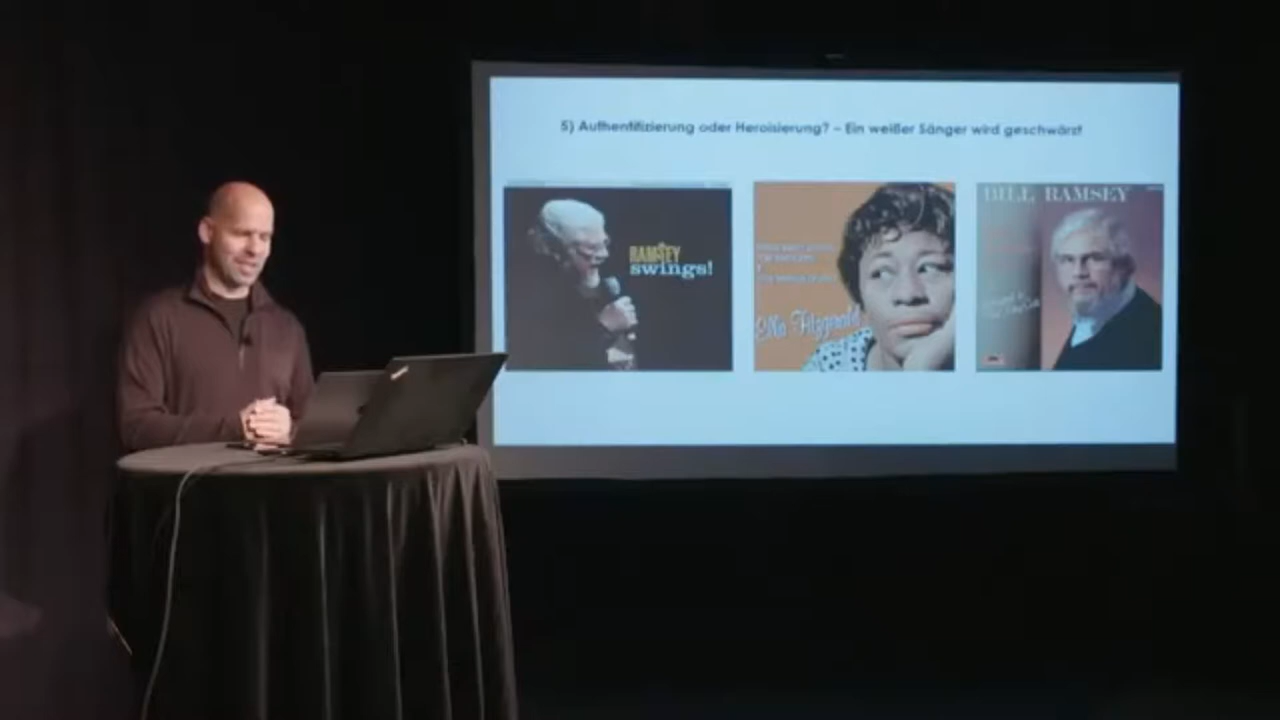 5) Authentifizierung oder Heroisierung? – Ein weißer Sänger wird geschwärzt
RAMSEY
swings!
Ella Fitzgerald
BILL RAMSEY